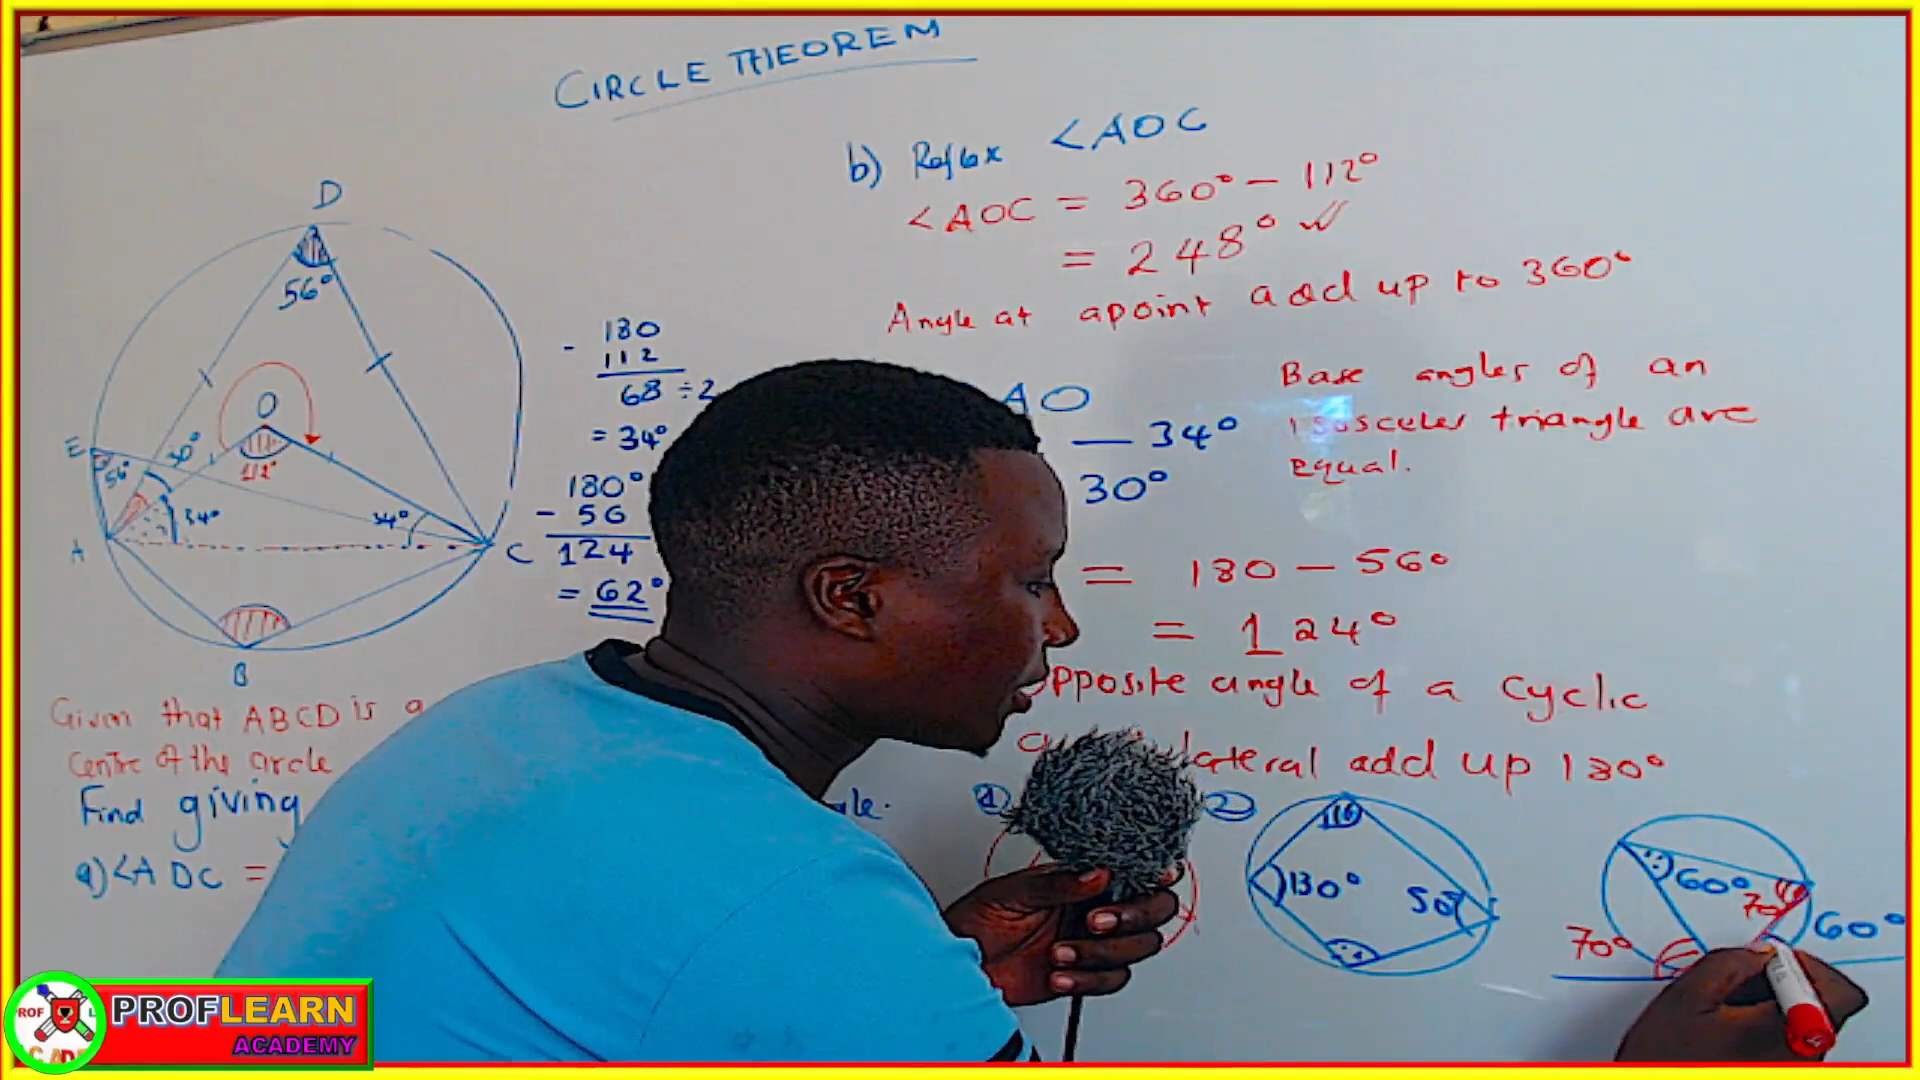 CIRCLE THEOREM
D
56°
O
30°
112°
E
56°
34°
34°
A
C
B
- 180
112
68 ÷ 2
= 34°
180°
- 56
124
= 62°
b) Reflex <AOC
<AOC = 360° - 112°
= 248°
Angle at apoint add up to 360°
AO
- 34°
30°
Base angles of an
isosceles triangle are
equal.
= 180 - 56°
= 124°
opposite angle of a cyclic
lateral add up 180°
Given that ABCD is a
Centre of the circle
Find giving
a) <ADC =
1
2
130°
50
60°
70
60°
70°
PROFLEARN
ACADEMY